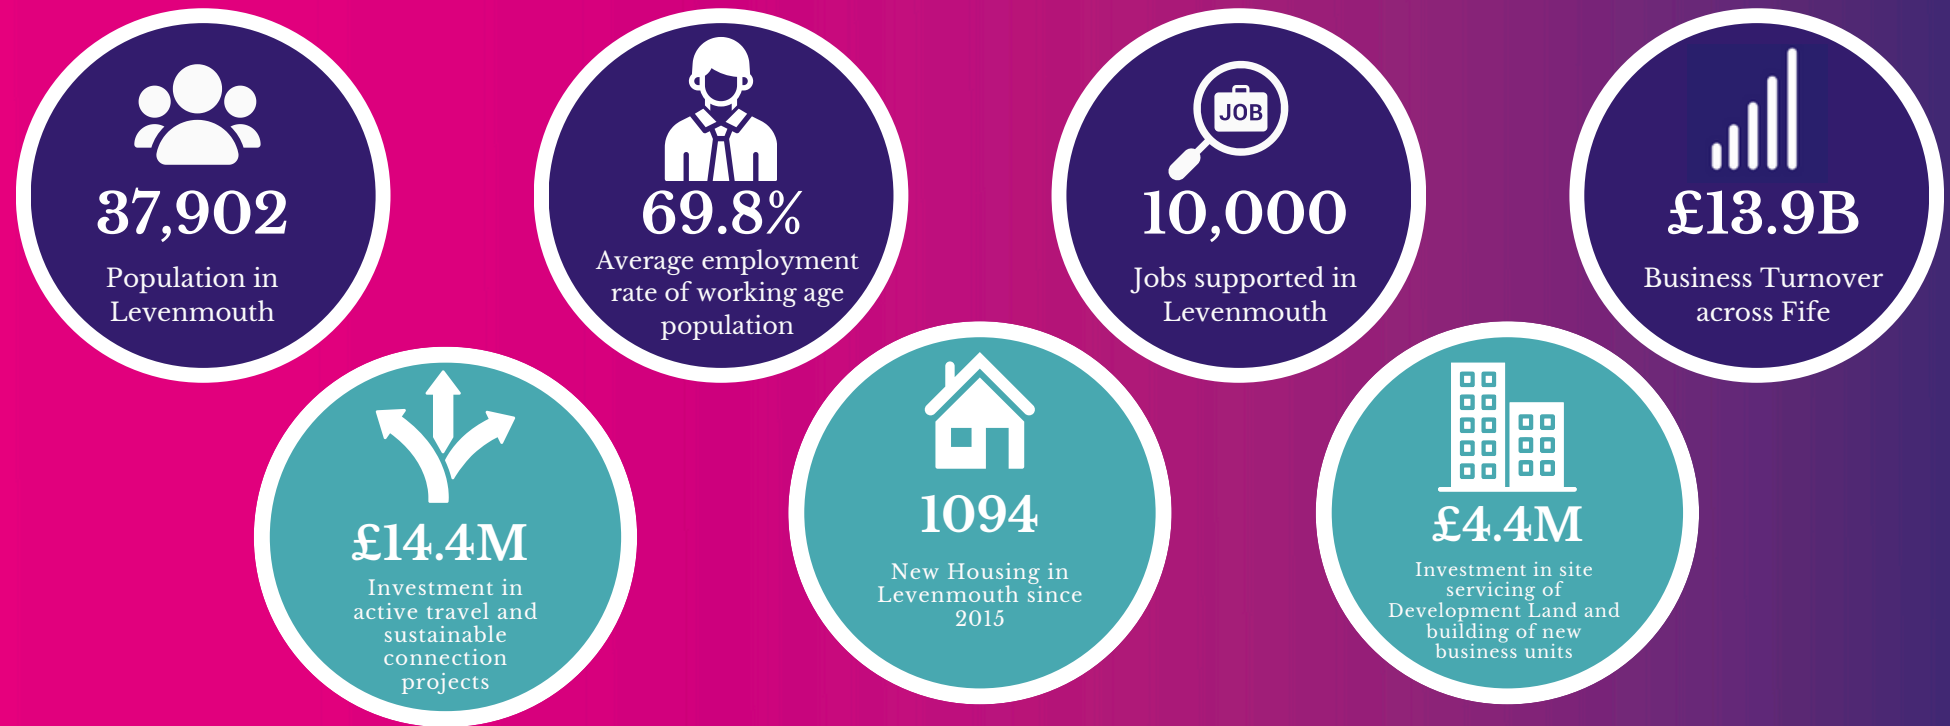 37,902
Population in
Levenmouth
69.8%
Average employment
rate of working age
population
JOB
10,000
Jobs supported in
Levenmouth
£13.9B
Business Turnover
across Fife
£14.4M
Investment in
active travel and
sustainable
connection
projects
1094
New Housing in
Levenmouth since
2015
£4.4M
Investment in site
servicing of
Development Land and
building of new
business units